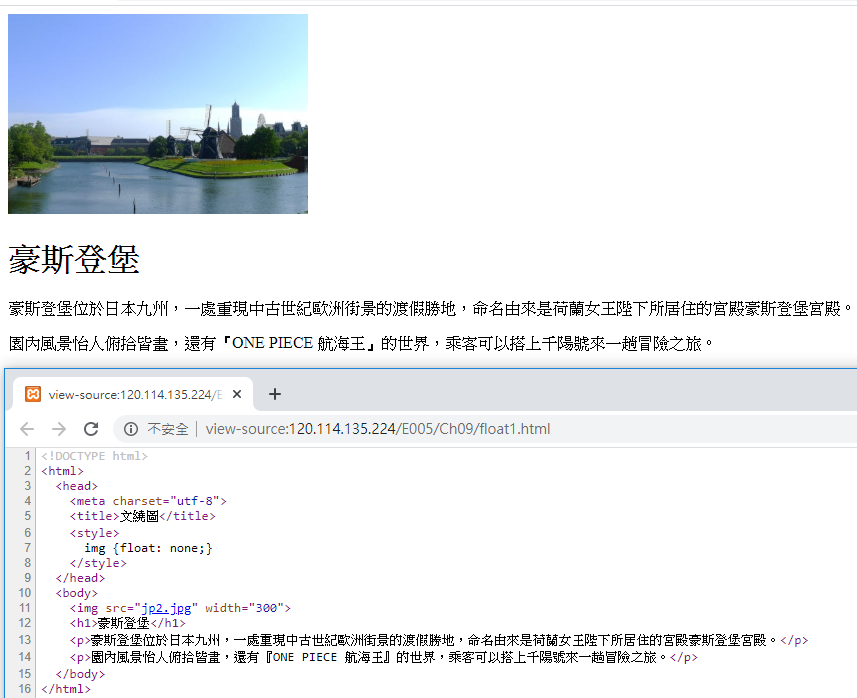 豪斯登堡
豪斯登堡位於日本九州，一處重現中古世紀歐洲街景的渡假勝地，命名由來是荷蘭女王陛下所居住的宮殿豪斯登堡宮殿。
園內風景怡人俯拾皆畫，還有『ONE PIECE 航海王』的世界，乘客可以搭上千陽號來一趟冒險之旅。
view-source:120.114.135.224/E
不安全 | view-source:120.114.135.224/E005/Ch09/float1.html
1 <!DOCTYPE html>
2 <html>
3 <head>
4 <meta charset="utf-8">
5 <title>文繞圖</title>
6 <style>
7 img {float: none;}
8 </style>
9 </head>
10 <body>
11 <img src="jp2.jpg" width="300">
12 <h1>豪斯登堡</h1>
13 <p>豪斯登堡位於日本九州，一處重現中古世紀歐洲街景的渡假勝地，命名由來是荷蘭女王陛下所居住的宮殿豪斯登堡宮殿。</p>
14 <p>園內風景怡人俯拾皆畫，還有『ONE PIECE 航海王』的世界，乘客可以搭上千陽號來一趟冒險之旅。</p>
15 </body>
16 </html>